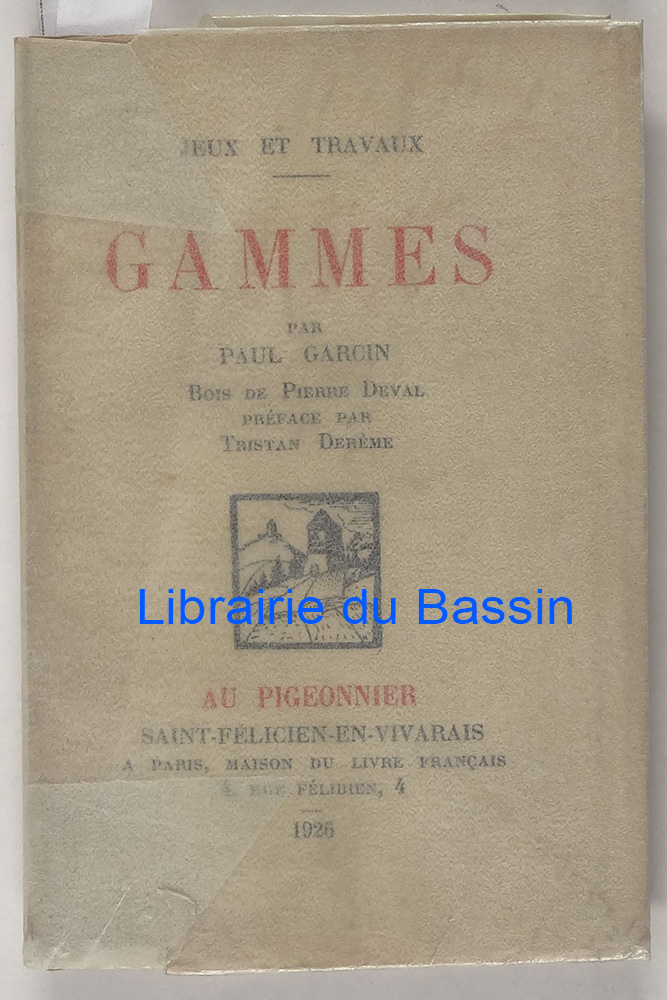 JEUX ET TRAVAUX
GAMMES
PAR
PAUL GARCIN
BOIS DE PIERRE DEVAL
PRÉFACE PAR
TRISTAN DERÈME
Librairie du Bassin
AU PIGEONNIER
SAINT-FÉLICIEN-EN-VIVARAIS
A PARIS, MAISON DU LIVRE FRANÇAIS
4, RUE FÉLIBIEN, 4
1926